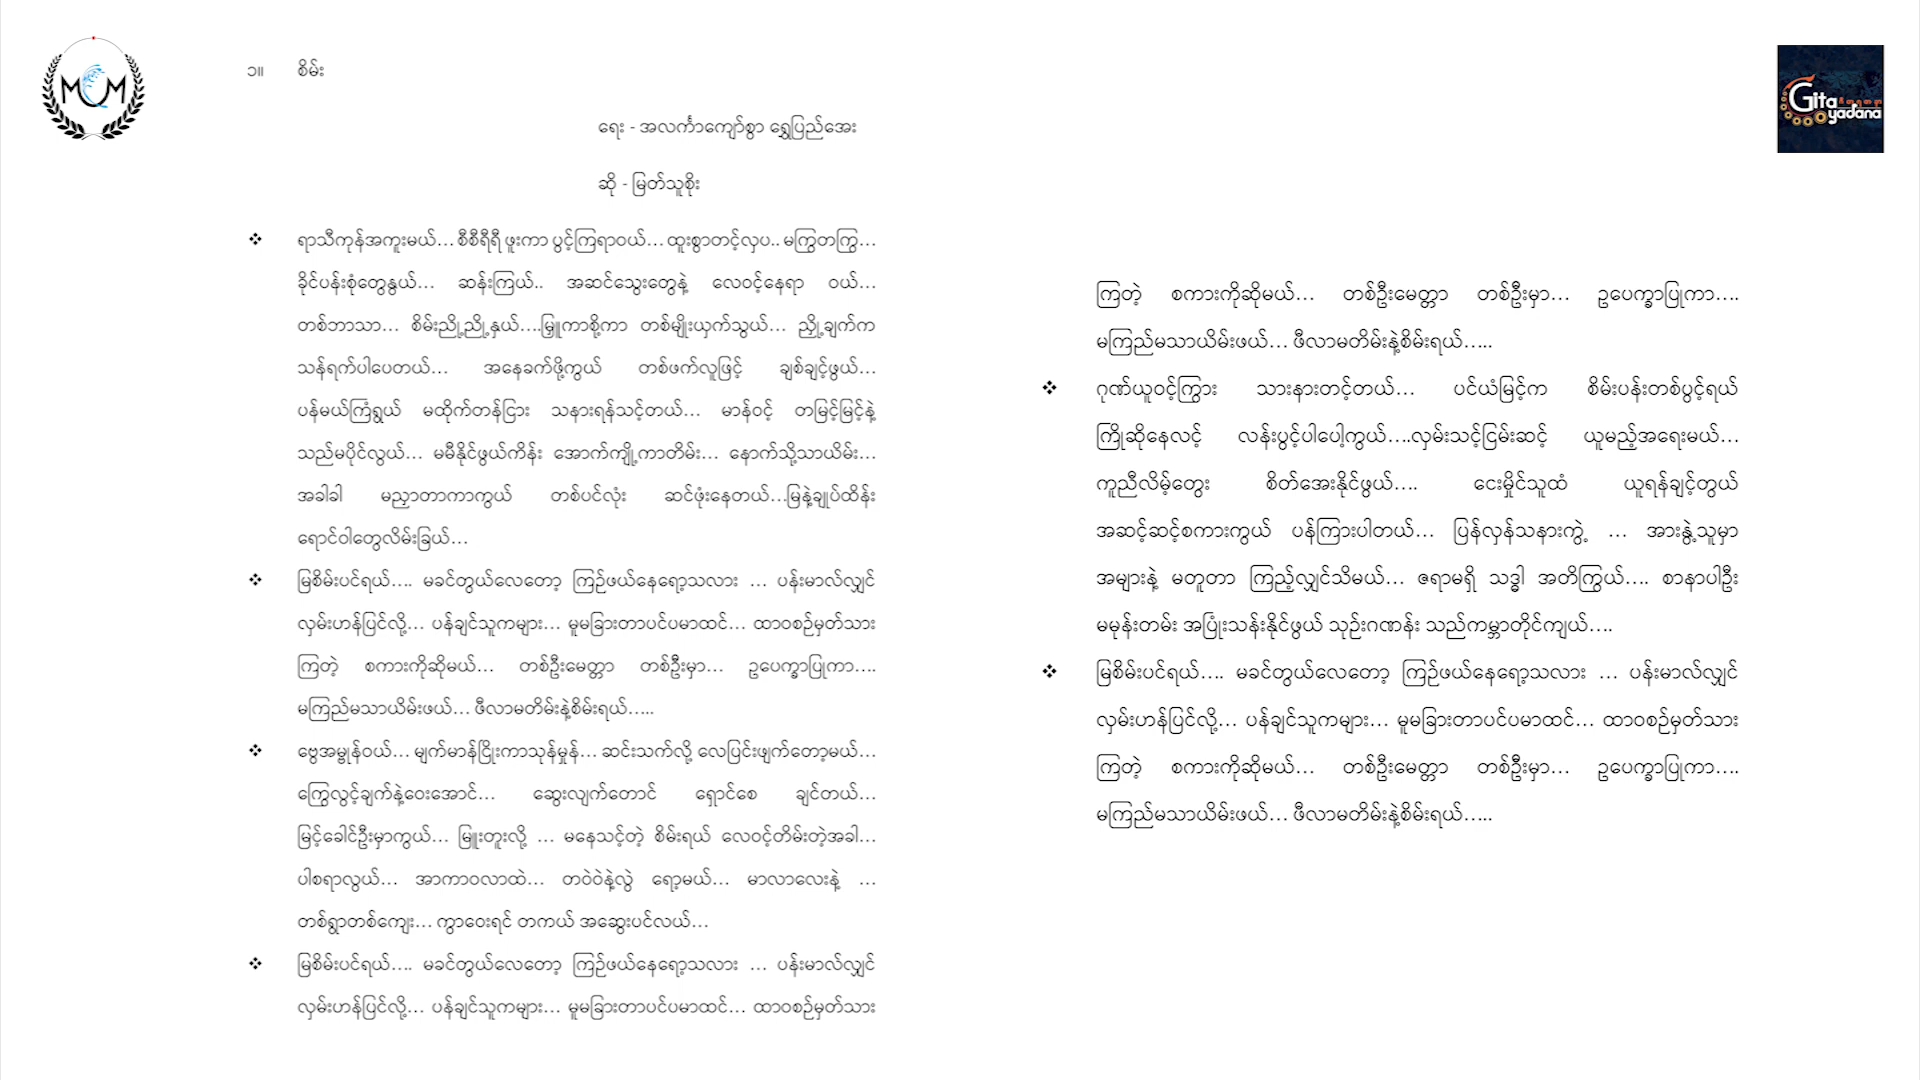 MQM
၁။ စိမ်း
ရေး - အလင်္ကာကျော်စွာ ရွှေပြည်အေး
ဆို - မြတ်သူစိုး
❖ ရာသီကုန်အကူးမယ်… စီစီရီရီ ဖူးကာ ပွင့်ကြရာဝယ်… ထူးစွာတင့်လှပ.. မကြွတကြွ…
ခိုင်ပန်းစုံတွေနွယ်… ဆန်းကြယ်.. အဆင်သွေးတွေနဲ့ လေဝင့်နေရာ ဝယ်…
တစ်ဘာသာ… စိမ်းညို့ညို့နှယ်….မြှူကာစို့ကာ တစ်မျိုးယှက်သွယ်… ညှို့ချက်က
သန်ရက်ပါပေတယ်… အနေခက်ဖို့ကွယ် တစ်ဖက်လူဖြင့် ချစ်ချင့်ဖွယ်…
ပန်မယ်ကြံရွယ် မထိုက်တန်ငြား သနားရန်သင့်တယ်… မာန်ဝင့် တမြင့်မြင့်နဲ့
သည်မပိုင်လွယ်… မမီနိုင်ဖွယ်ကိန်း အောက်ကျို့ကာတိမ်း… နောက်သို့သာယိမ်း…
အခါခါ မညှာတာကာကွယ် တစ်ပင်လုံး ဆင်ဖုံးနေတယ်…မြနဲ့ချုပ်ထိန်း
ရောင်ဝါတွေလိမ်းခြယ်…
❖ မြစိမ်းပင်ရယ်…. မခင်တွယ်လေတော့ ကြဉ်ဖယ်နေရော့သလား … ပန်းမာလ်လျှင်
လှမ်းဟန်ပြင်လို့… ပန်ချင်သူကများ… မူမခြားတာပင်ပမာထင်… ထာဝစဉ်မှတ်သား
ကြတဲ့ စကားကိုဆိုမယ်… တစ်ဦးမေတ္တာ တစ်ဦးမှာ… ဥပေက္ခာပြုကာ….
မကြည်မသာယိမ်းဖယ်… ဖီလာမတိမ်းနဲ့စိမ်းရယ်…..
❖ ဗွေအမ္ဗုန်ဝယ်… မျက်မာန်ငြိုးကာသုန်မှုန်… ဆင်းသက်လို့ လေပြင်းဖျက်တော့မယ်…
ကြွေလွင့်ချက်နဲ့ဝေးအောင်… ဆွေးလျက်တောင် ရှောင်စေ ချင်တယ်…
မြင့်ခေါင်ဦးမှာကွယ်… မြူးတူးလို့ … မနေသင့်တဲ့ စိမ်းရယ် လေဝင့်တိမ်းတဲ့အခါ…
ပါစရာလွယ်… အာကာဝလာထဲ… တဝဲဝဲနဲ့လွဲ ရော့မယ်… မာလာလေးနဲ့ …
တစ်ရွာတစ်ကျေး… ကွာဝေးရင် တကယ် အဆွေးပင်လယ်…
❖ မြစိမ်းပင်ရယ်…. မခင်တွယ်လေတော့ ကြဉ်ဖယ်နေရော့သလား … ပန်းမာလ်လျှင်
လှမ်းဟန်ပြင်လို့… ပန်ချင်သူကများ… မူမခြားတာပင်ပမာထင်… ထာဝစဉ်မှတ်သား
Gita
ဂီတရတနာ
yadana
ကြတဲ့ စကားကိုဆိုမယ်… တစ်ဦးမေတ္တာ တစ်ဦးမှာ… ဥပေက္ခာပြုကာ….
မကြည်မသာယိမ်းဖယ်… ဖီလာမတိမ်းနဲ့စိမ်းရယ်…..
❖ ဂုဏ်ယူဝင့်ကြွား သားနားတင့်တယ်… ပင်ယံမြင့်က စိမ်းပန်းတစ်ပွင့်ရယ်
ကြိုဆိုနေလင့် လန်းပွင့်ပါပေါ့ကွယ်….လှမ်းသင့်ငြမ်းဆင့် ယူမည့်အရေးမယ်…
ကူညီလိမ့်တွေး စိတ်အေးနိုင်ဖွယ်…. ငေးမှိုင်သူထံ ယူရန်ချင့်တွယ်
အဆင့်ဆင့်စကားကွယ် ပန်ကြားပါတယ်… ပြန်လှန်သနားကွဲ့ … အားနွဲ့သူမှာ
အများနဲ့ မတူတာ ကြည့်လျှင်သိမယ်… ဇရာမရှိ သဒ္ဓါ အတိကြွယ်…. စာနာပါဦး
မမုန်းတမ်း အပြုံးသန်းနိုင်ဖွယ် သုဉ်းဂဏန်း သည်ကမ္ဘာတိုင်ကျယ်….
❖ မြစိမ်းပင်ရယ်…. မခင်တွယ်လေတော့ ကြဉ်ဖယ်နေရော့သလား … ပန်းမာလ်လျှင်
လှမ်းဟန်ပြင်လို့… ပန်ချင်သူကများ… မူမခြားတာပင်ပမာထင်… ထာဝစဉ်မှတ်သား
ကြတဲ့ စကားကိုဆိုမယ်… တစ်ဦးမေတ္တာ တစ်ဦးမှာ… ဥပေက္ခာပြုကာ….
မကြည်မသာယိမ်းဖယ်… ဖီလာမတိမ်းနဲ့စိမ်းရယ်…..